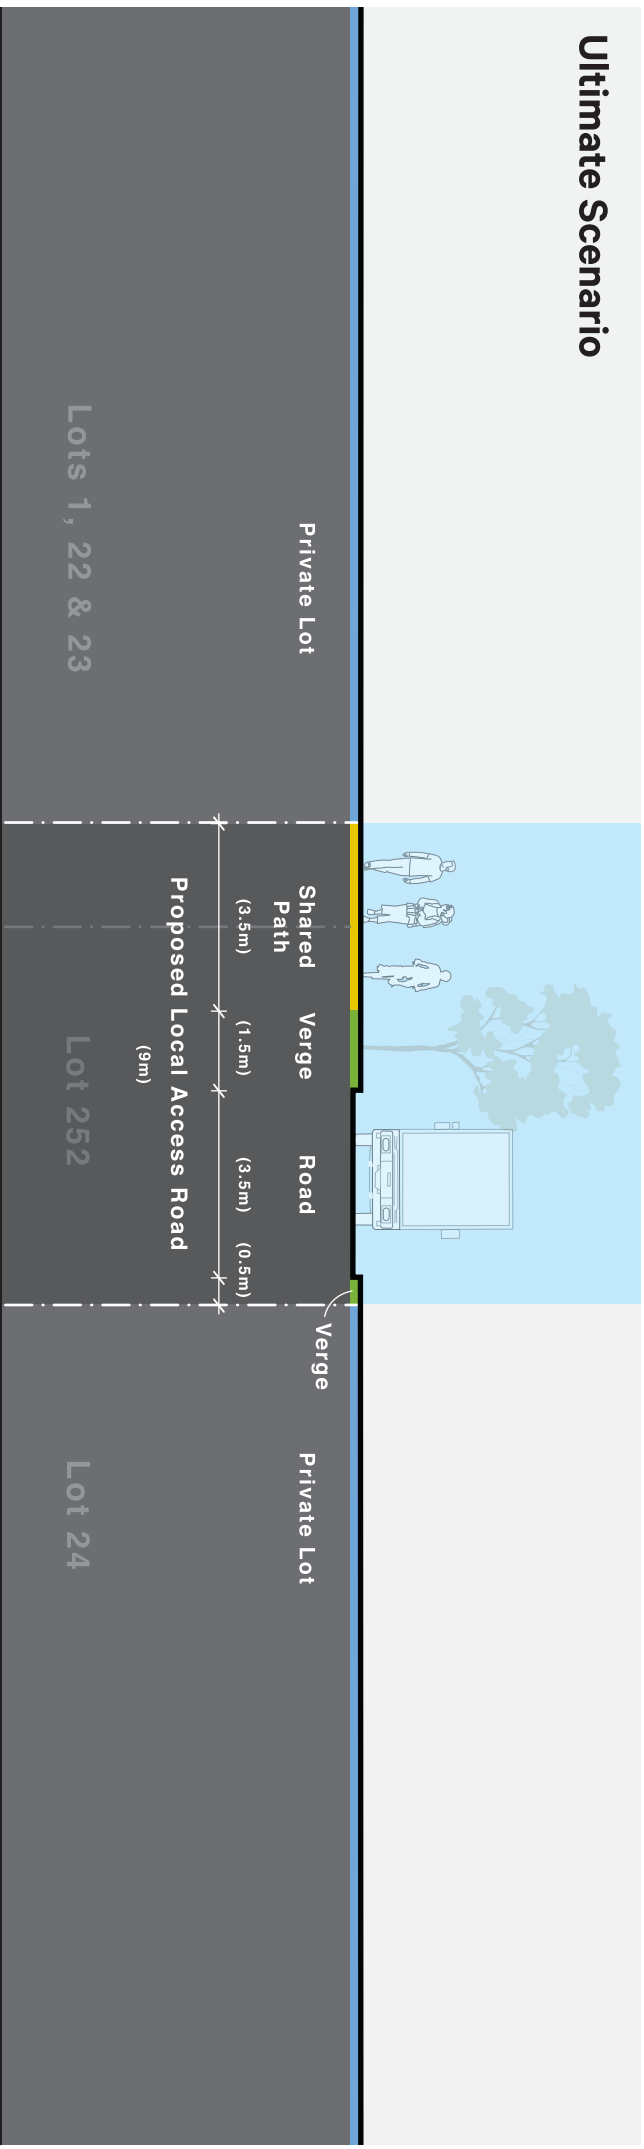 Ultimate Scenario
Private Lot
Shared
Path
(3.5m)
Verge
(1.5m)
Road
(3.5m)
(0.5m)
Verge
Private Lot
Proposed Local Access Road
(9m)
Lots 1, 22 & 23
Lot 252
Lot 24